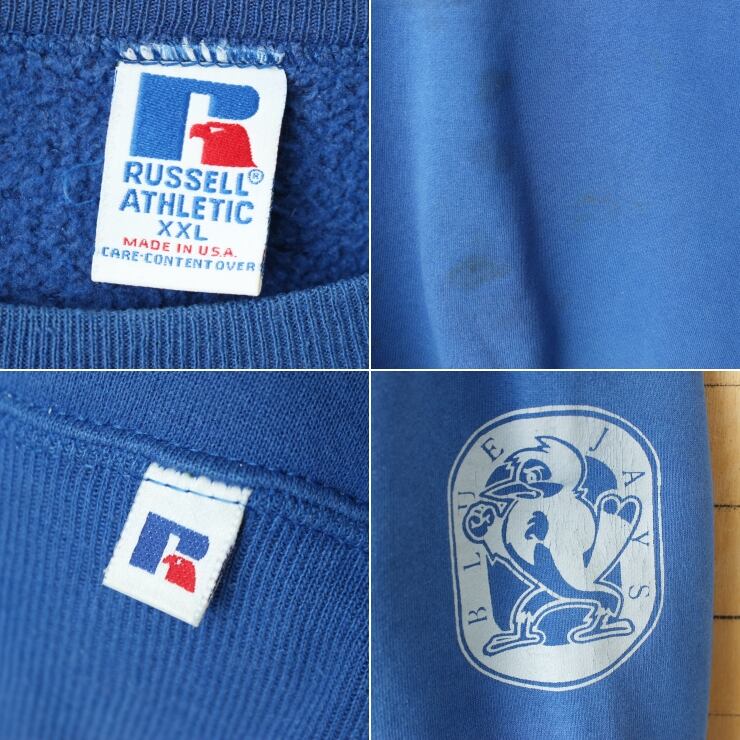 R
RUSSELL®
ATHLETIC
XXL
MADE IN U.S.A.
CARE·CONTENT OVER
R
BLUE JAYS